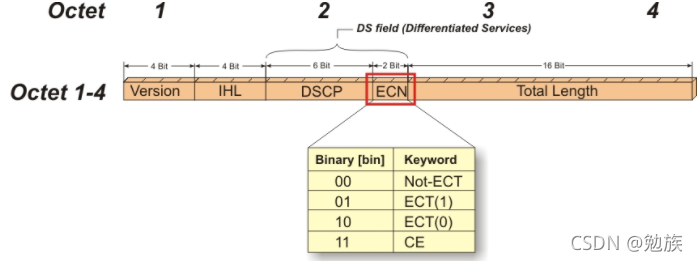 Octet 1 2 3 4
DS field (Differentiated Services)
4 Bit 4 Bit 6 Bit 2 Bit 16 Bit
Octet 1-4 Version IHL DSCP ECN Total Length
Binary [bin] Keyword
00 Not-ECT
01 ECT(1)
10 ECT(0)
11 CE
CSDN @勉族